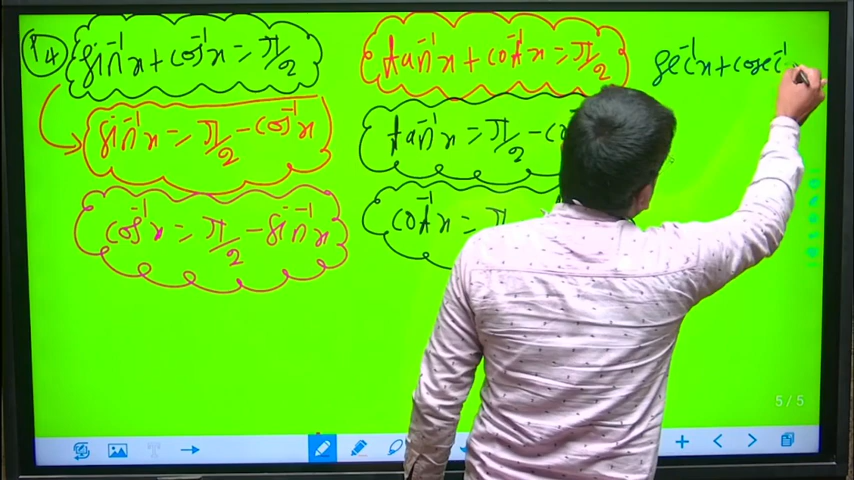 P4 sin⁻¹x + cos⁻¹x = π/2
sin⁻¹x = π/2 - cos⁻¹x
cos⁻¹x = π/2 - sin⁻¹x
tan⁻¹x + cot⁻¹x = π/2
tan⁻¹x = π/2 -
cot⁻¹x =
sec⁻¹x + cosec⁻¹
5/5